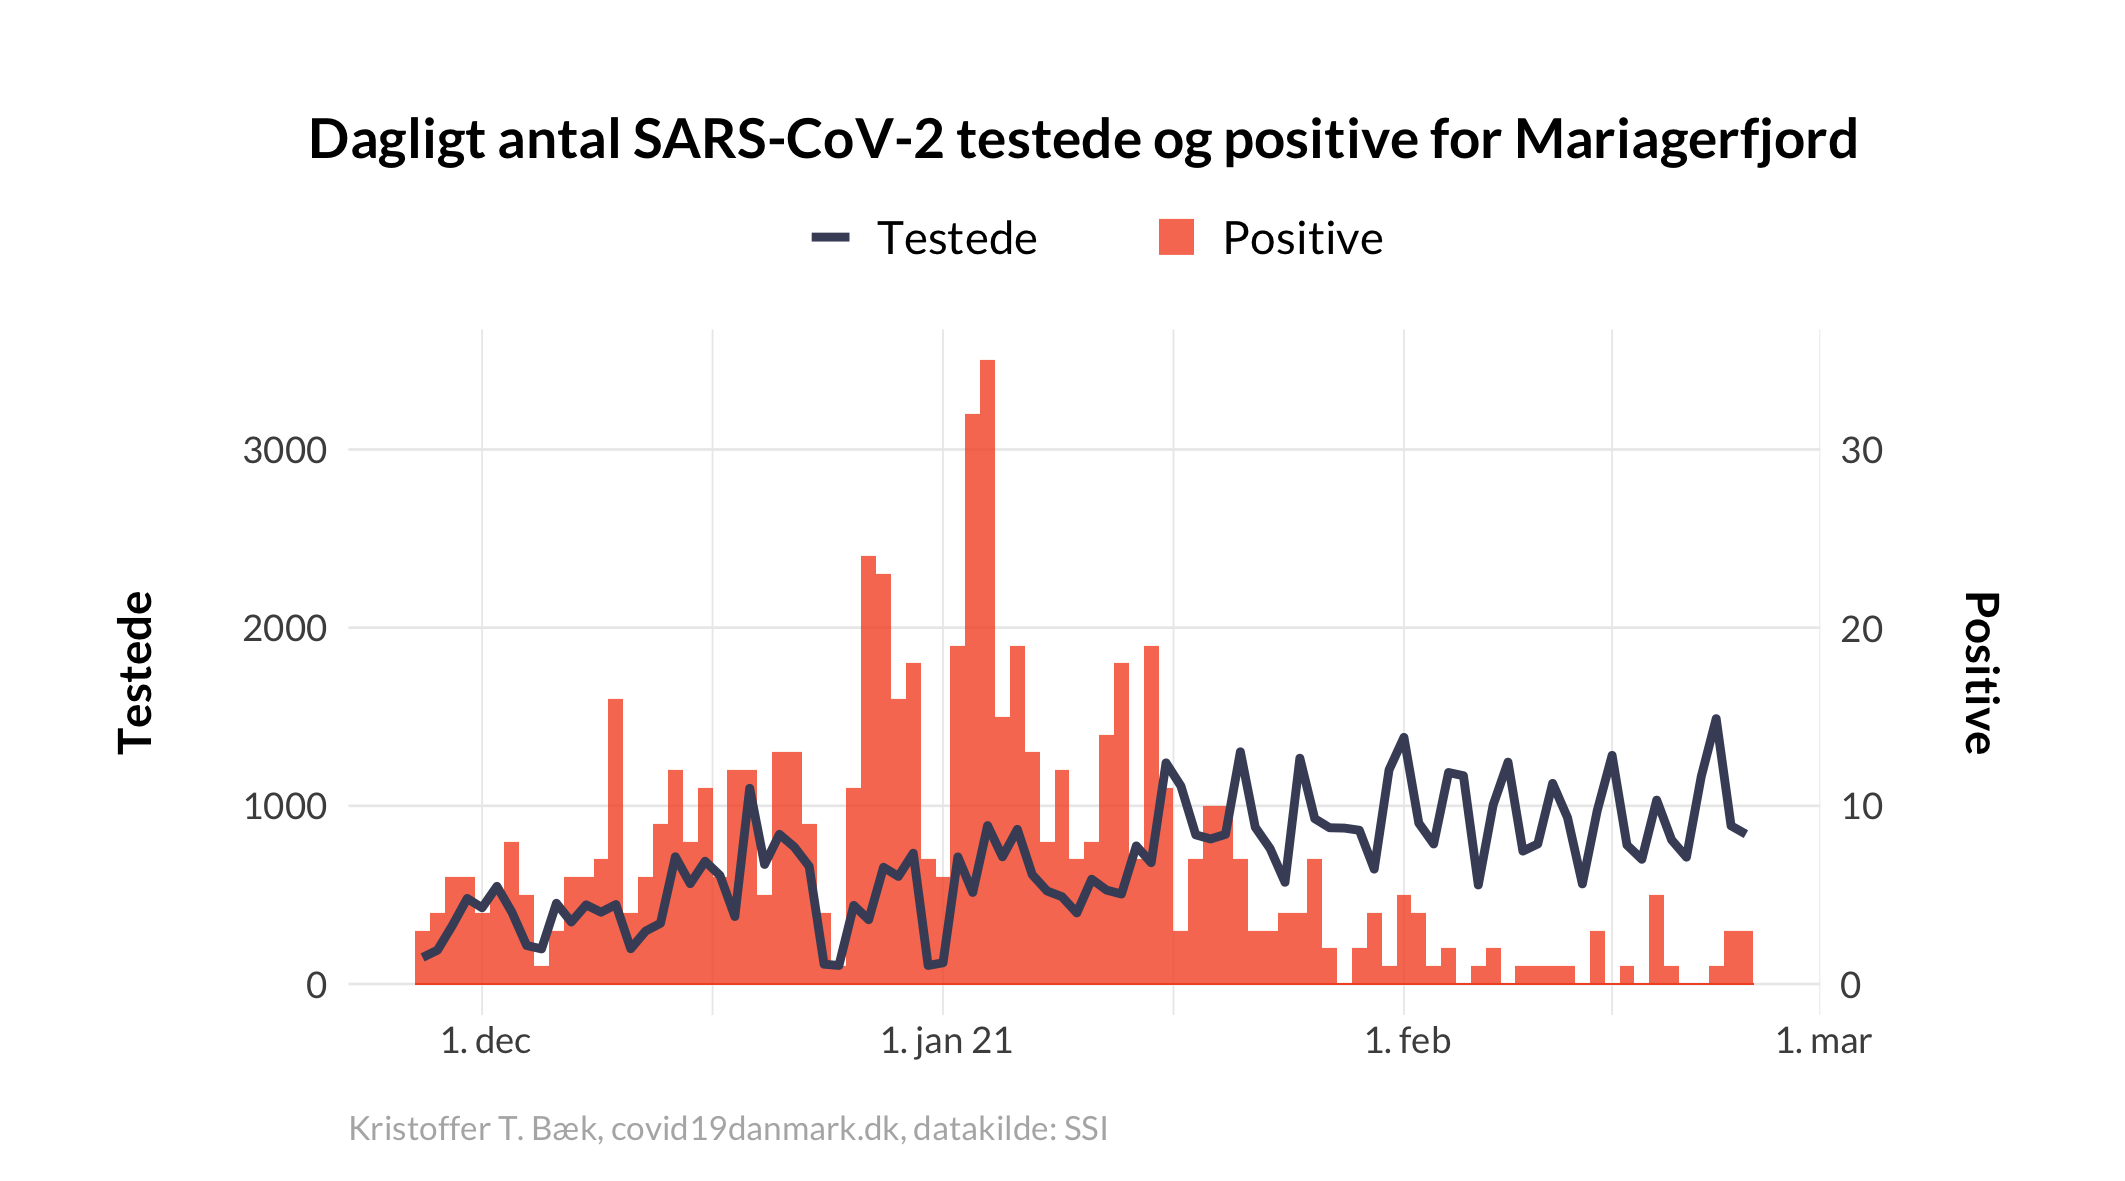 Dagligt antal SARS-CoV-2 testede og positive for Mariagerfjord
Testede
Positive
Testede
3000
2000
1000
0
30
20
10
0
Positive
1. dec
1. jan 21
1. feb
1. mar
Kristoffer T. Bæk, covid19danmark.dk, datakilde: SSI